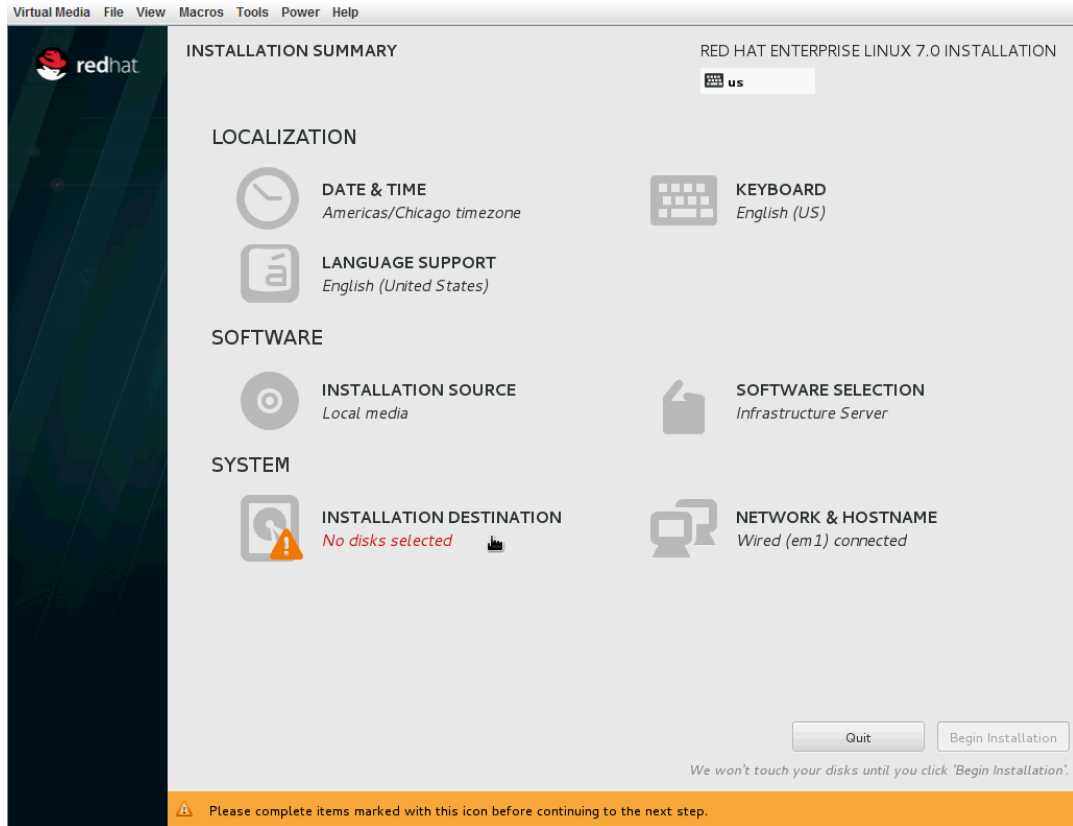 Virtual Media File View Macros Tools Power Help
redhat.
INSTALLATION SUMMARY
RED HAT ENTERPRISE LINUX 7.0 INSTALLATION
us
LOCALIZATION
DATE & TIME
Americas/Chicago timezone
KEYBOARD
English (US)
á
LANGUAGE SUPPORT
English (United States)
SOFTWARE
INSTALLATION SOURCE
Local media
SOFTWARE SELECTION
Infrastructure Server
SYSTEM
INSTALLATION DESTINATION
No disks selected
NETWORK & HOSTNAME
Wired (em1) connected
Quit
Begin Installation
We won't touch your disks until you click 'Begin Installation'.
Please complete items marked with this icon before continuing to the next step.